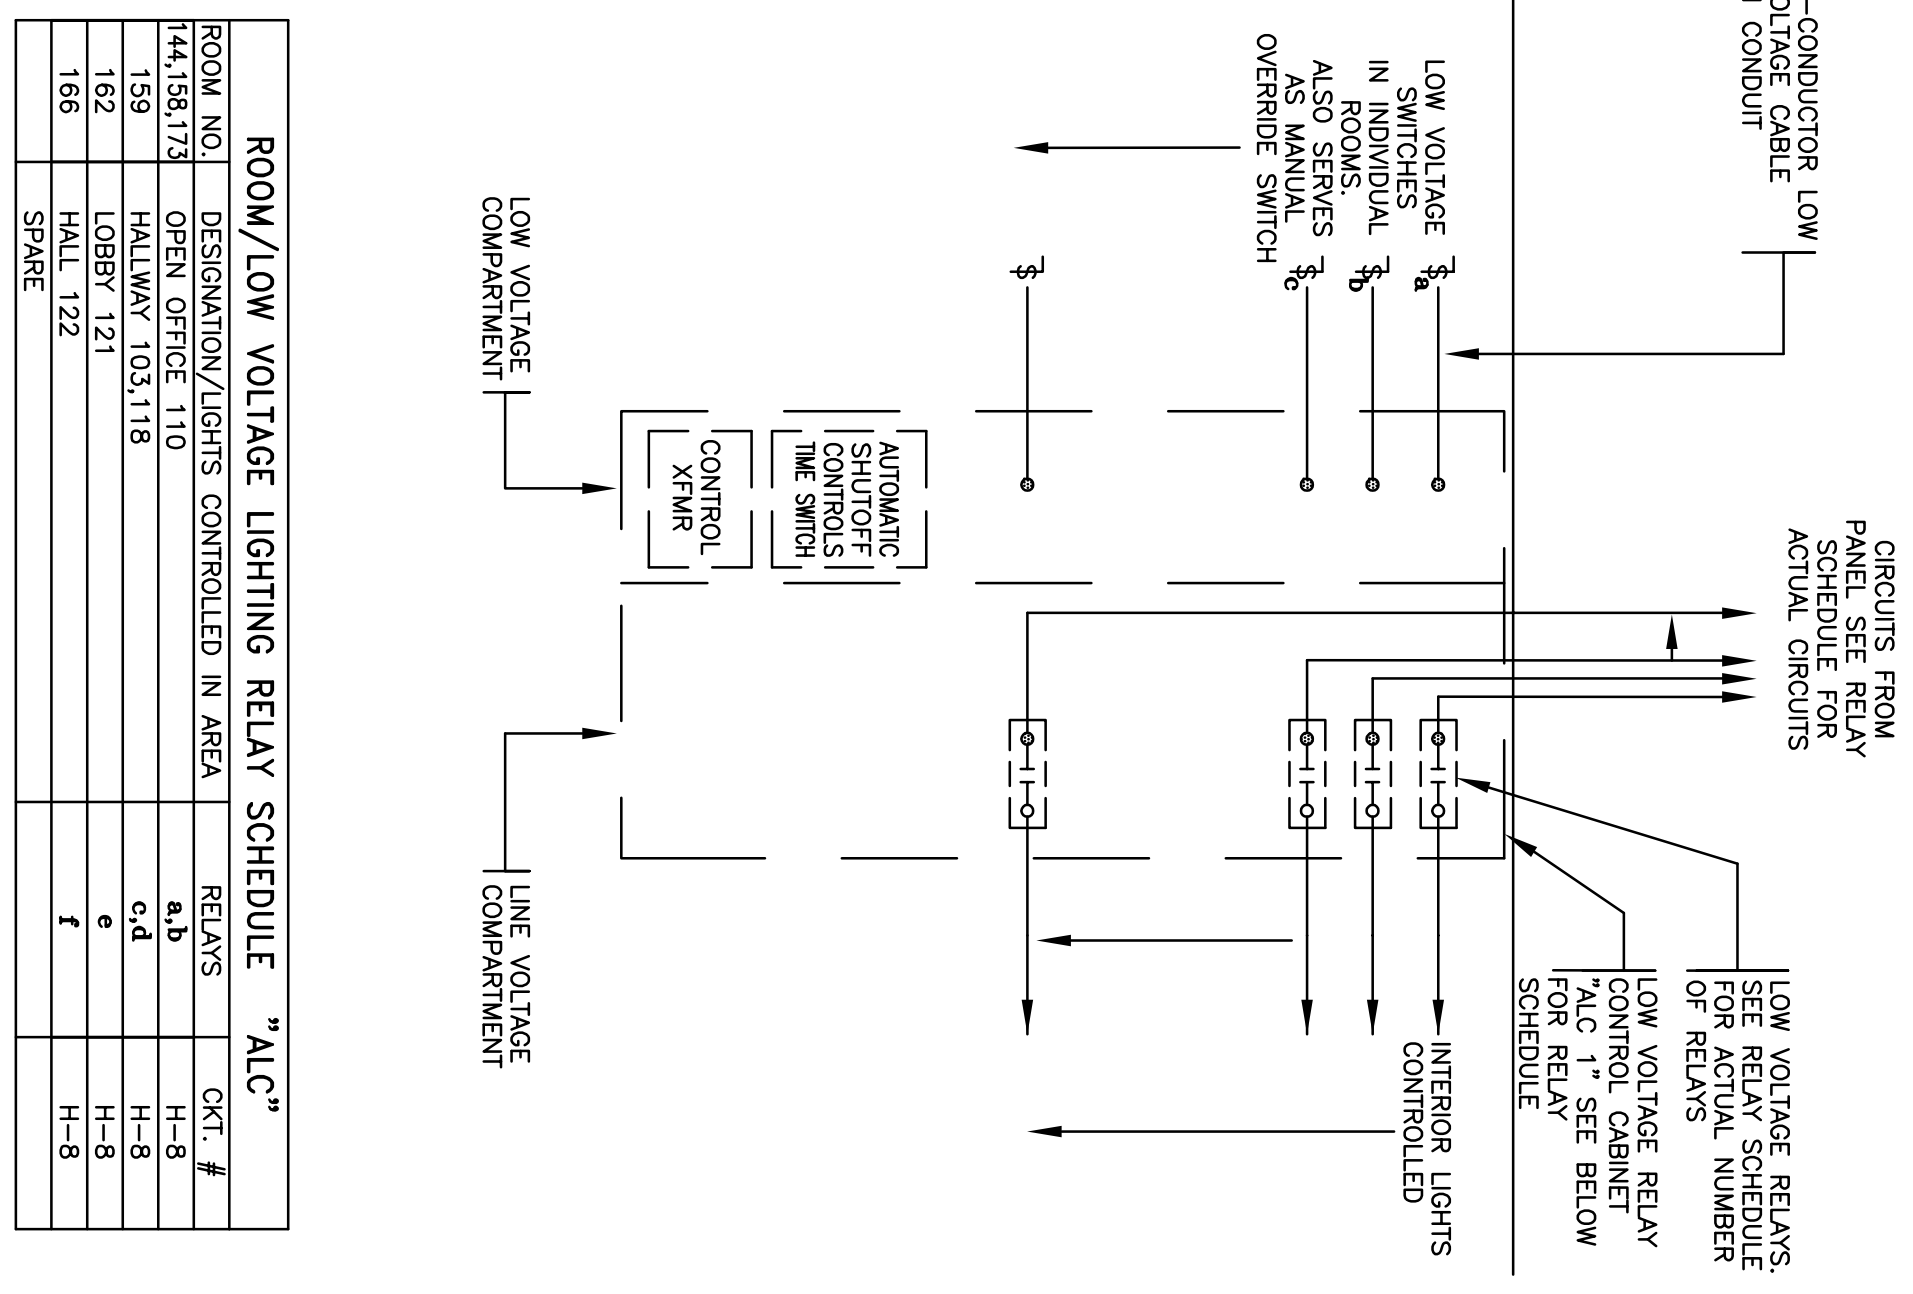 -CONDUCTOR LOW
OLTAGE CABLE
CONDUIT
CIRCUITS FROM
PANEL SEE RELAY
SCHEDULE FOR
ACTUAL CIRCUITS
LOW VOLTAGE RELAYS.
SEE RELAY SCHEDULE
FOR ACTUAL NUMBER
OF RELAYS
LOW VOLTAGE RELAY
CONTROL CABINET
"ALC 1" SEE BELOW
FOR RELAY
SCHEDULE
LOW VOLTAGE
SWITCHES
IN INDIVIDUAL
ROOMS.
ALSO SERVES
AS MANUAL
OVERRIDE SWITCH
$ a
$ b
$ c
$
INTERIOR LIGHTS
CONTROLLED
AUTOMATIC
SHUTOFF
CONTROLS
TIME SWITCH
CONTROL
XFMR
LOW VOLTAGE
COMPARTMENT
LINE VOLTAGE
COMPARTMENT
ROOM/LOW VOLTAGE LIGHTING RELAY SCHEDULE "ALC"
ROOM NO. DESIGNATION/LIGHTS CONTROLLED IN AREA RELAYS CKT. #
144,158,173 OPEN OFFICE 110 a,b H-8
159 HALLWAY 103,118 c,d H-8
162 LOBBY 121 e H-8
166 HALL 122 f H-8
SPARE